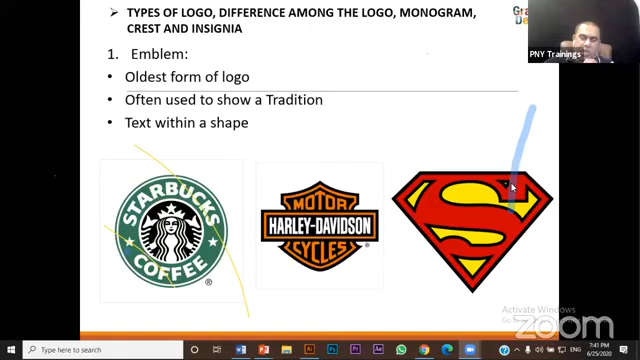 ➢ TYPES OF LOGO, DIFFERENCE AMONG THE LOGO, MONOGRAM,
CREST AND INSIGNIA
Gra
De
PNY Trainings
1. Emblem:
• Oldest form of logo
• Often used to show a Tradition
• Text within a shape
STARBUCKS
COFFEE
®
MOTOR
HARLEY-DAVIDSON
CYCLES
®
S
Activate Windows
zoom
Type here to search
7:41 PM
ENG
6/25/2020